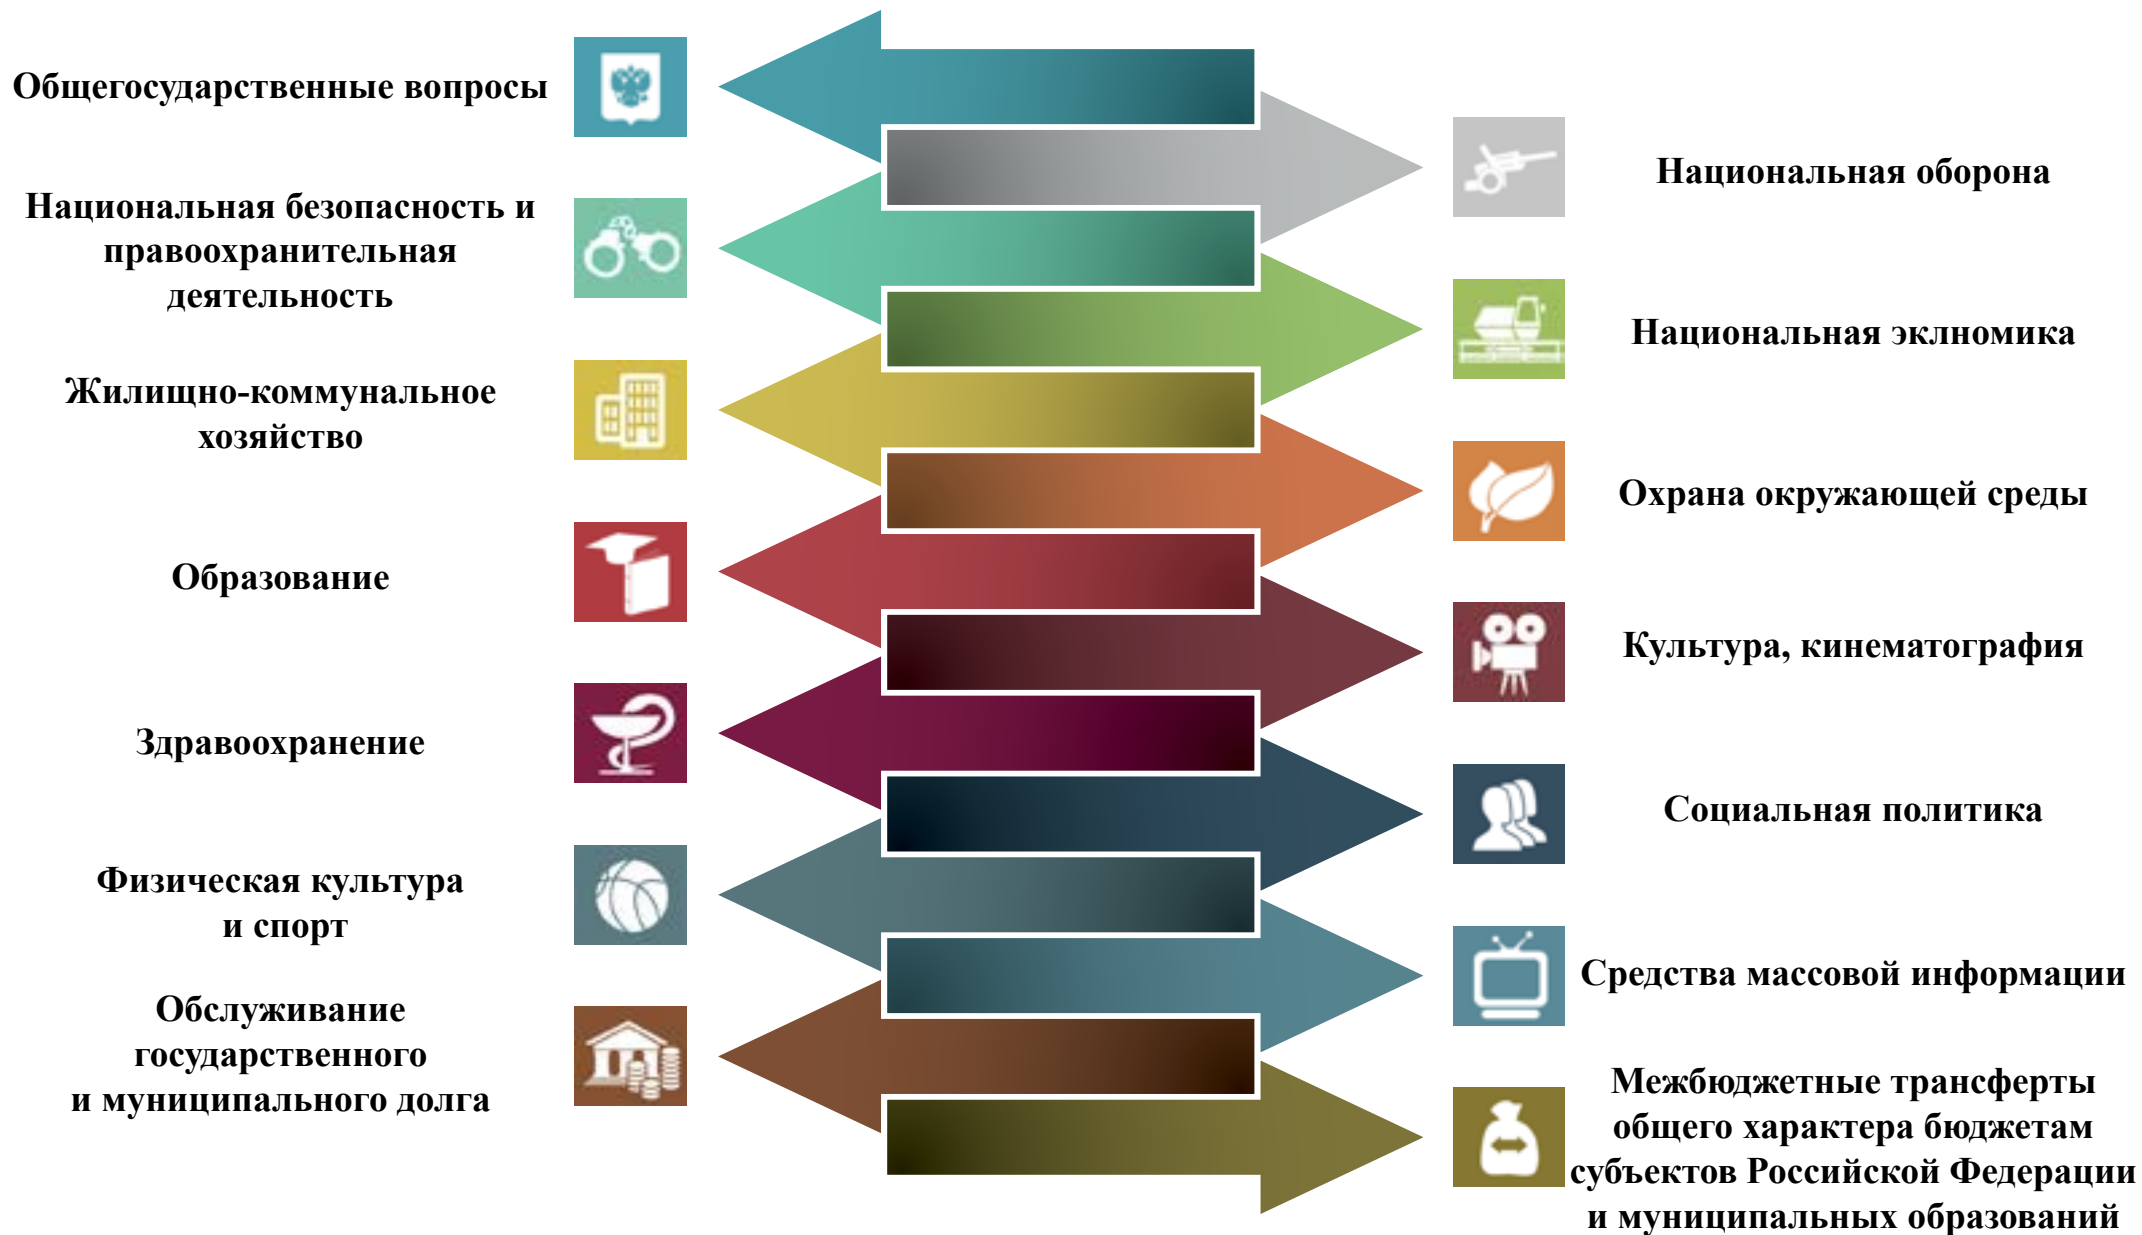 Общегосударственные вопросы
Национальная оборона
Национальная безопасность и
правоохранительная
деятельность
Национальная эклномика
Жилищно-коммунальное
хозяйство
Охрана окружающей среды
Образование
Культура, кинематография
Здравоохранение
Социальная политика
Физическая культура
и спорт
Средства массовой информации
Обслуживание
государственного
и муниципального долга
Межбюджетные трансферты
общего характера бюджетам
субъектов Российской Федерации
и муниципальных образований